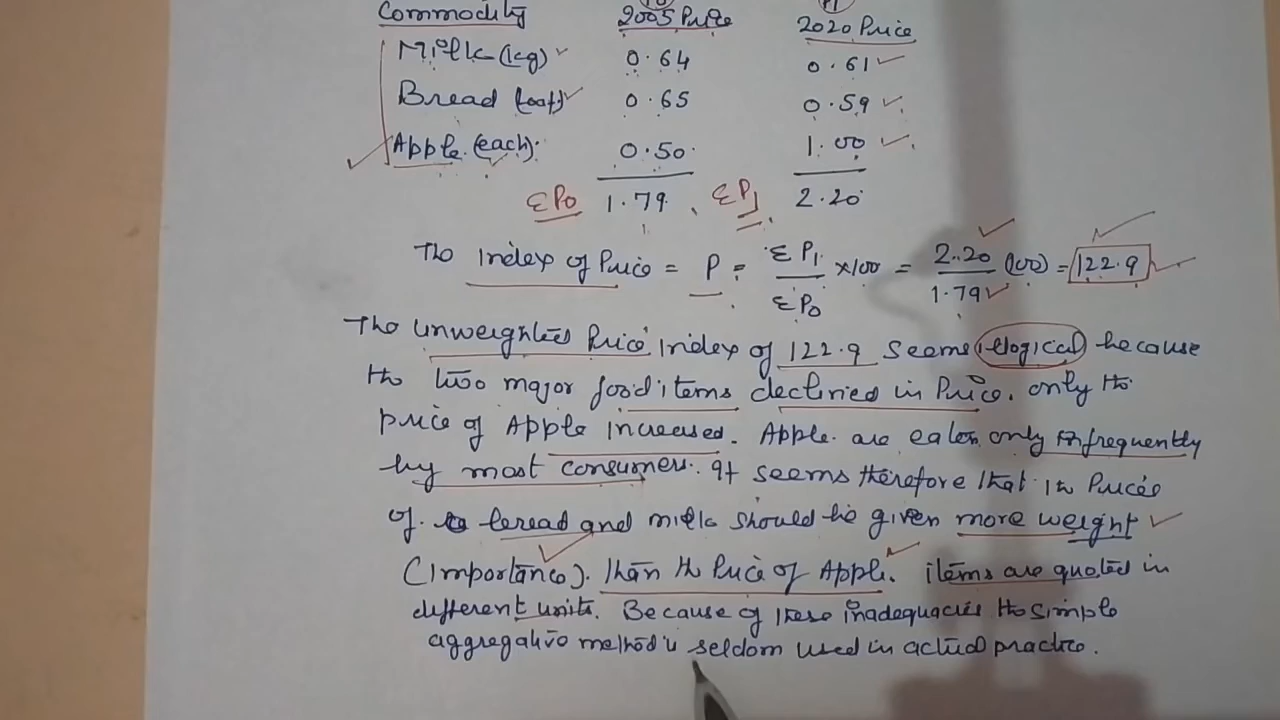 Commodity 2005 Price 2020 Price
Milk (kg) 0.64 0.61
Bread (loaf) 0.65 0.59
Apple (each) 0.50 1.00
ΣP0 1.79 ΣP1 2.20
The Index of Price = P = ΣP1/ΣP0 ×100 = 2.20/1.79 (100) = 122.9
The Unweighted Price index of 122.9 seems illogical because
the two major food items declined in Price. only the
price of Apple increased. Apple are eaten only infrequently
by most consumers. It seems therefore that the Prices
of bread and milk should be given more weight
(Importance). than the Price of Apple. items are quoted in
different units. Because of these inadequacies the simple
aggregative method is seldom used in actual practice.